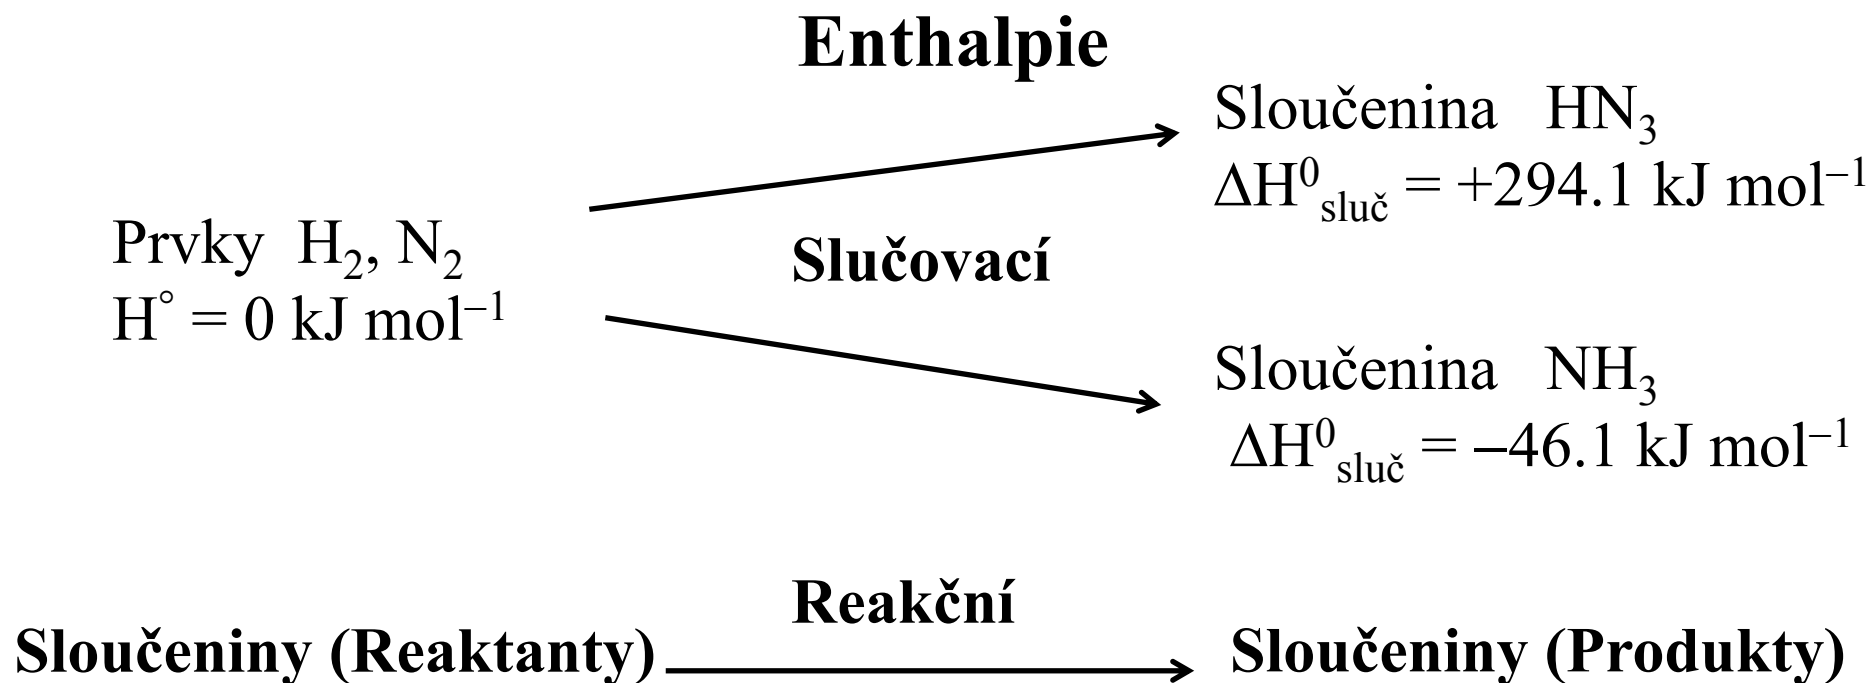 Enthalpie
Sloučenina HN₃
ΔH⁰sluč = +294.1 kJ mol⁻¹
Prvky H₂, N₂
H° = 0 kJ mol⁻¹
Slučovací
Sloučenina NH₃
ΔH⁰sluč = –46.1 kJ mol⁻¹
Reakční
Sloučeniny (Reaktanty)
Sloučeniny (Produkty)